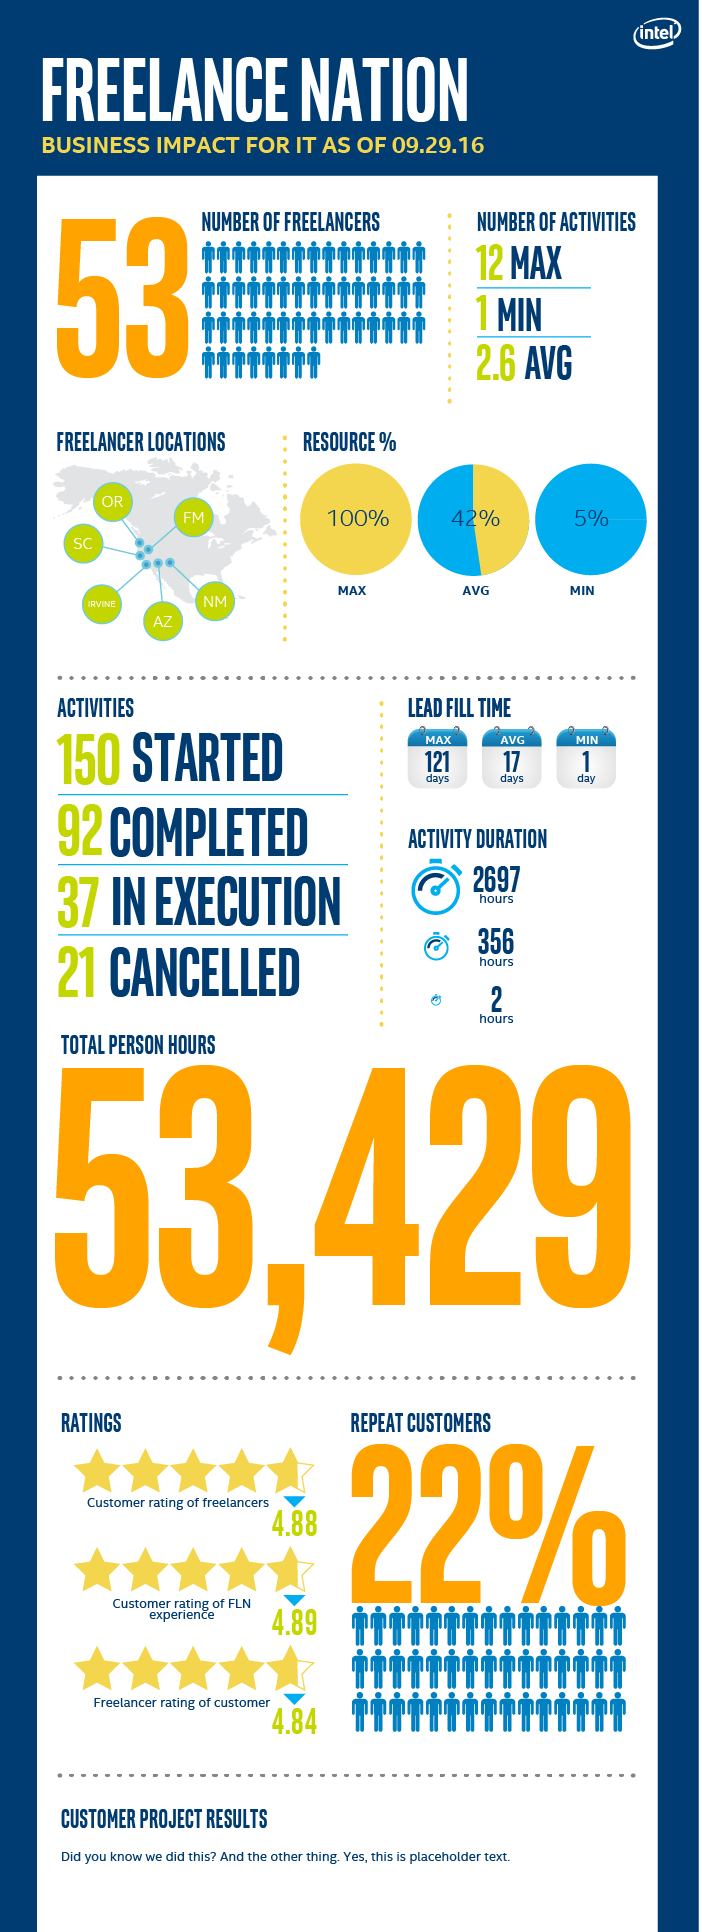 intel
FREELANCE NATION
BUSINESS IMPACT FOR IT AS OF 09.29.16
53
NUMBER OF FREELANCERS
NUMBER OF ACTIVITIES
12 MAX
1 MIN
2.6 AVG
FREELANCER LOCATIONS
OR
FM
SC
IRVINE
AZ
NM
RESOURCE %
100%
42%
5%
MAX
AVG
MIN
ACTIVITIES
150 STARTED
92 COMPLETED
37 IN EXECUTION
21 CANCELLED
LEAD FILL TIME
MAX
121
days
AVG
17
days
MIN
1
day
ACTIVITY DURATION
2697
hours
356
hours
2
hours
TOTAL PERSON HOURS
53,429
RATINGS
Customer rating of freelancers
4.88
Customer rating of FLN
experience
4.89
Freelancer rating of customer
4.84
REPEAT CUSTOMERS
22%
CUSTOMER PROJECT RESULTS
Did you know we did this? And the other thing. Yes, this is placeholder text.